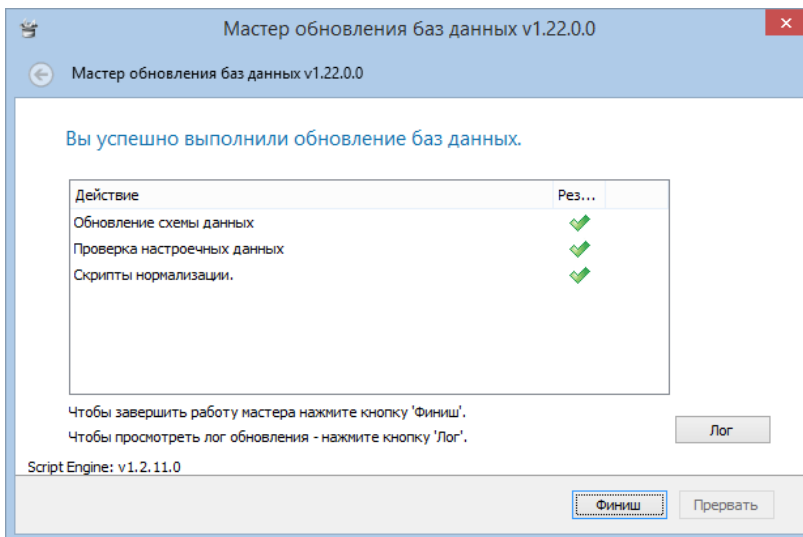 Мастер обновления баз данных v1.22.0.0
Мастер обновления баз данных v1.22.0.0
Вы успешно выполнили обновление баз данных.
Действие Рез...
Обновление схемы данных
Проверка настроечных данных
Скрипты нормализации.
Чтобы завершить работу мастера нажмите кнопку 'Финиш'.
Чтобы просмотреть лог обновления - нажмите кнопку 'Лог'.
Лог
Script Engine: v1.2.11.0
Финиш Прервать